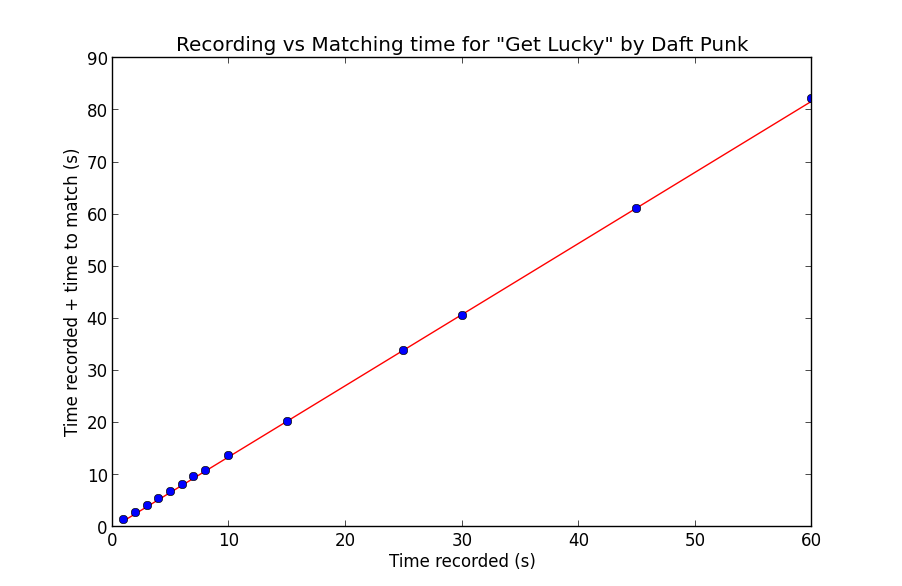 Recording vs Matching time for "Get Lucky" by Daft Punk
90
80
70
60
50
40
30
20
10
0
Time recorded + time to match (s)
0 10 20 30 40 50 60
Time recorded (s)